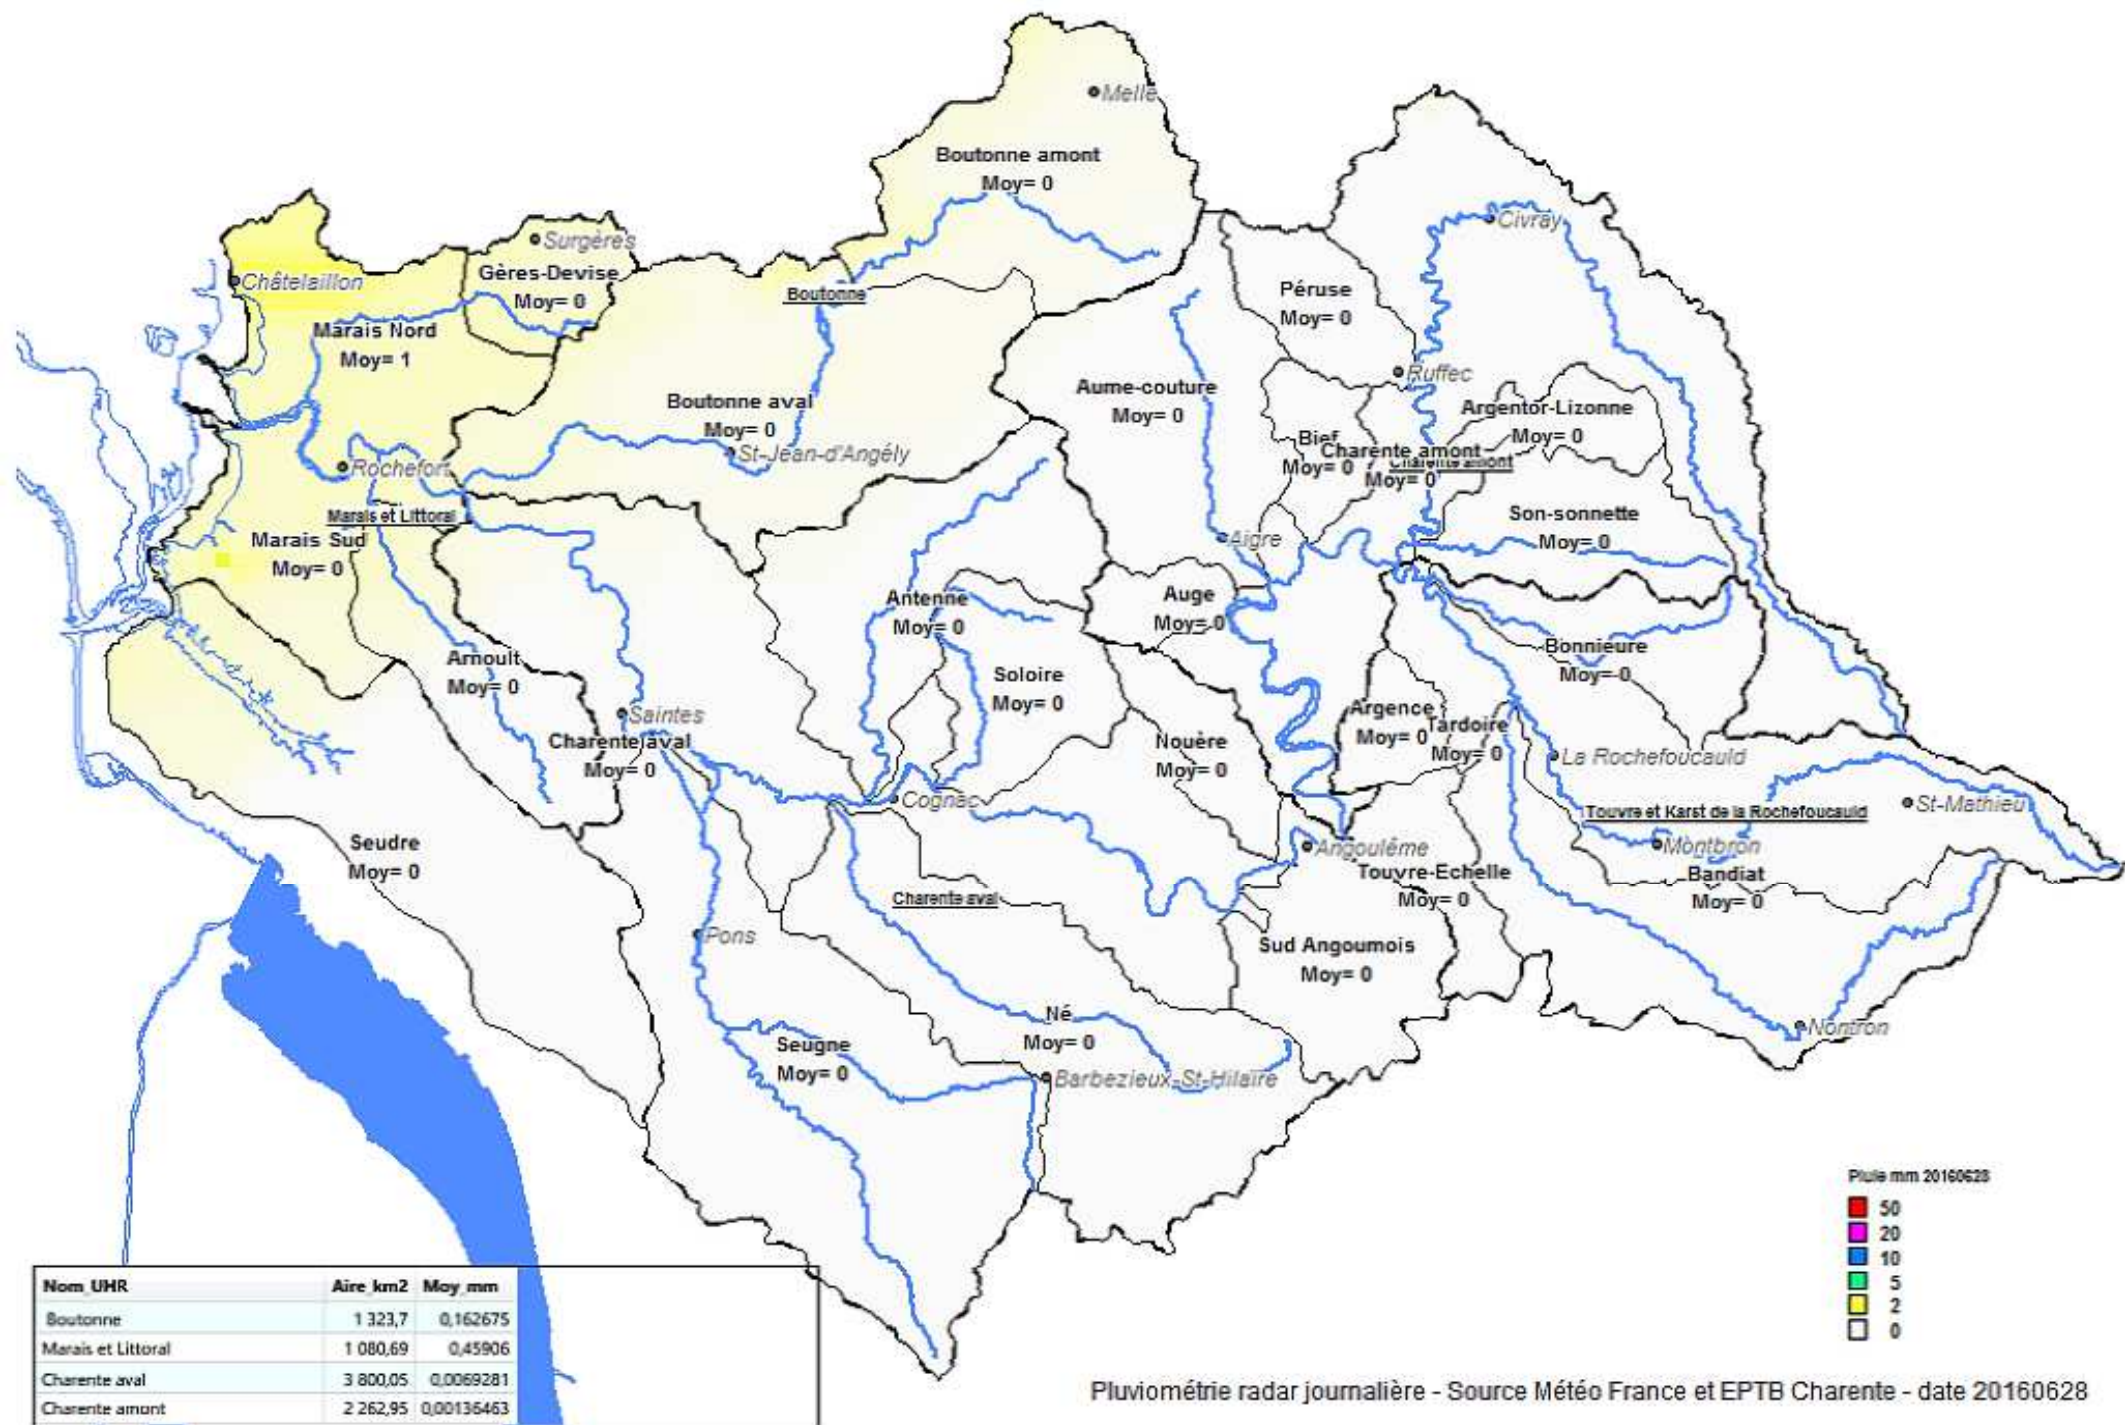 Melle
Boutonne amont
Moy= 0
Civray
Surgères
Gères-Devise
Moy= 0
Châtelaillon
Boutonne
Péruse
Moy= 0
Marais Nord
Moy= 1
Ruffec
Aume-couture
Moy= 0
Boutonne aval
Moy= 0
Argentor-Lizonne
Moy= 0
St-Jean-d'Angély
Bief
Moy= 0
Charente amont
Moy= 0
Charente amont
Rochefort
Marais et Littoral
Son-sonnette
Moy= 0
Marais Sud
Moy= 0
Aigre
Antenne
Moy= 0
Auge
Moy= 0
Bonnieure
Moy= 0
Arnoult
Moy= 0
Soloire
Moy= 0
Saintes
Charente aval
Moy= 0
Nouère
Moy= 0
Argence
Moy= 0
Tardoire
Moy= 0
La Rochefoucauld
Cognac
St-Mathieu
Touvre et Karst de la Rochefoucauld
Montbron
Seudre
Moy= 0
Angoulême
Touvre-Echelle
Moy= 0
Bandiat
Moy= 0
Charente aval
Pons
Sud Angoumois
Moy= 0
Né
Moy= 0
Nontron
Seugne
Moy= 0
Barbezieux-St-Hilaire
Pluie mm 20160628
50
20
10
5
2
0
Nom_UHR Aire_km2 Moy_mm
Boutonne 1 323,7 0,162675
Marais et Littoral 1 080,69 0,45906
Charente aval 3 800,05 0,0069281
Charente amont 2 262,95 0,00136463
Pluviométrie radar journalière - Source Météo France et EPTB Charente - date 20160628